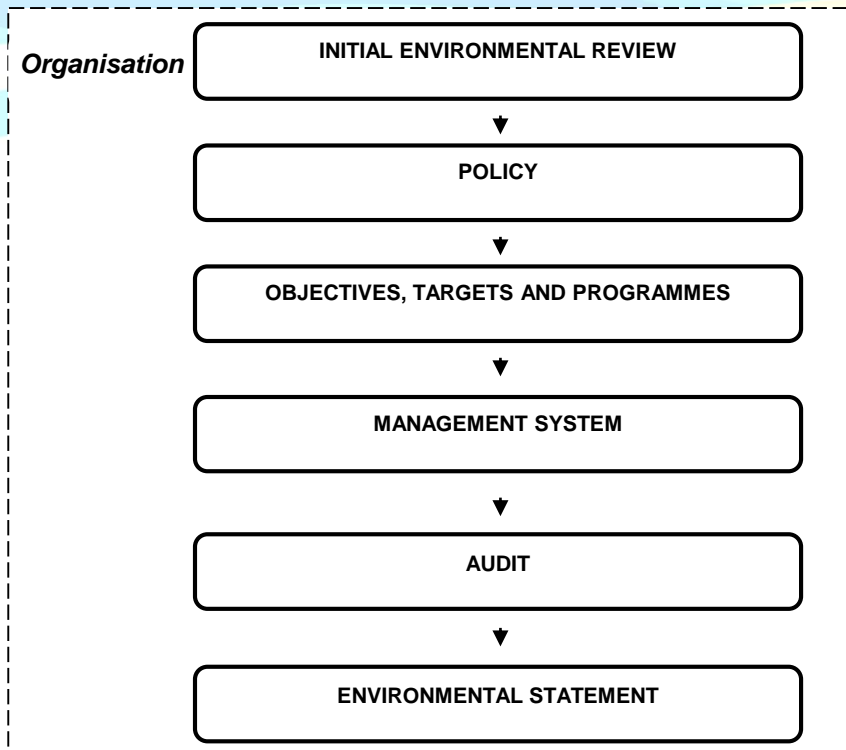 INITIAL ENVIRONMENTAL REVIEW
Organisation
POLICY
OBJECTIVES, TARGETS AND PROGRAMMES
MANAGEMENT SYSTEM
AUDIT
ENVIRONMENTAL STATEMENT